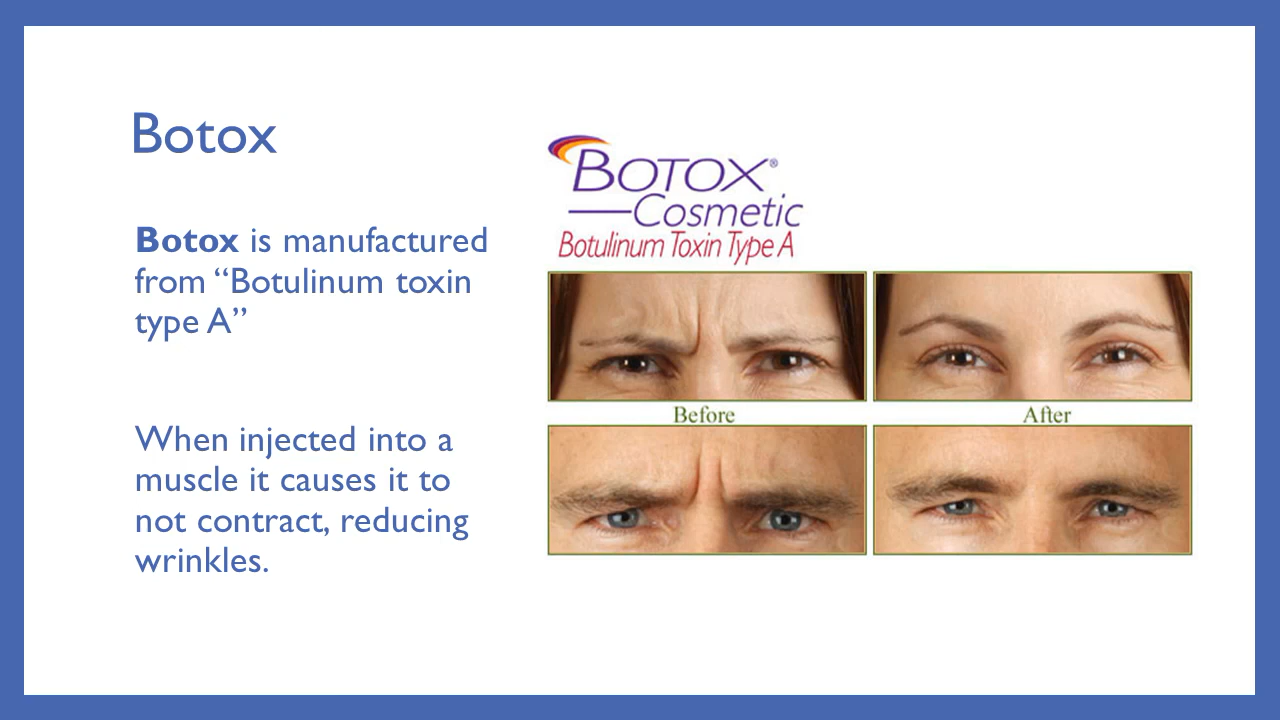 Botox
Botox is manufactured
from “Botulinum toxin
type A”
When injected into a
muscle it causes it to
not contract, reducing
wrinkles.
BOTOX®
Cosmetic
Botulinum Toxin Type A
Before
After